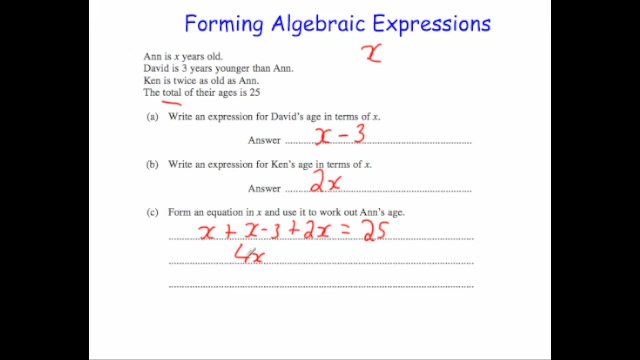 Forming Algebraic Expressions
x
Ann is x years old.
David is 3 years younger than Ann.
Ken is twice as old as Ann.
The total of their ages is 25
(a) Write an expression for David's age in terms of x.
Answer x - 3
(b) Write an expression for Ken's age in terms of x.
Answer 2x
(c) Form an equation in x and use it to work out Ann's age.
x + x - 3 + 2x = 25
4x